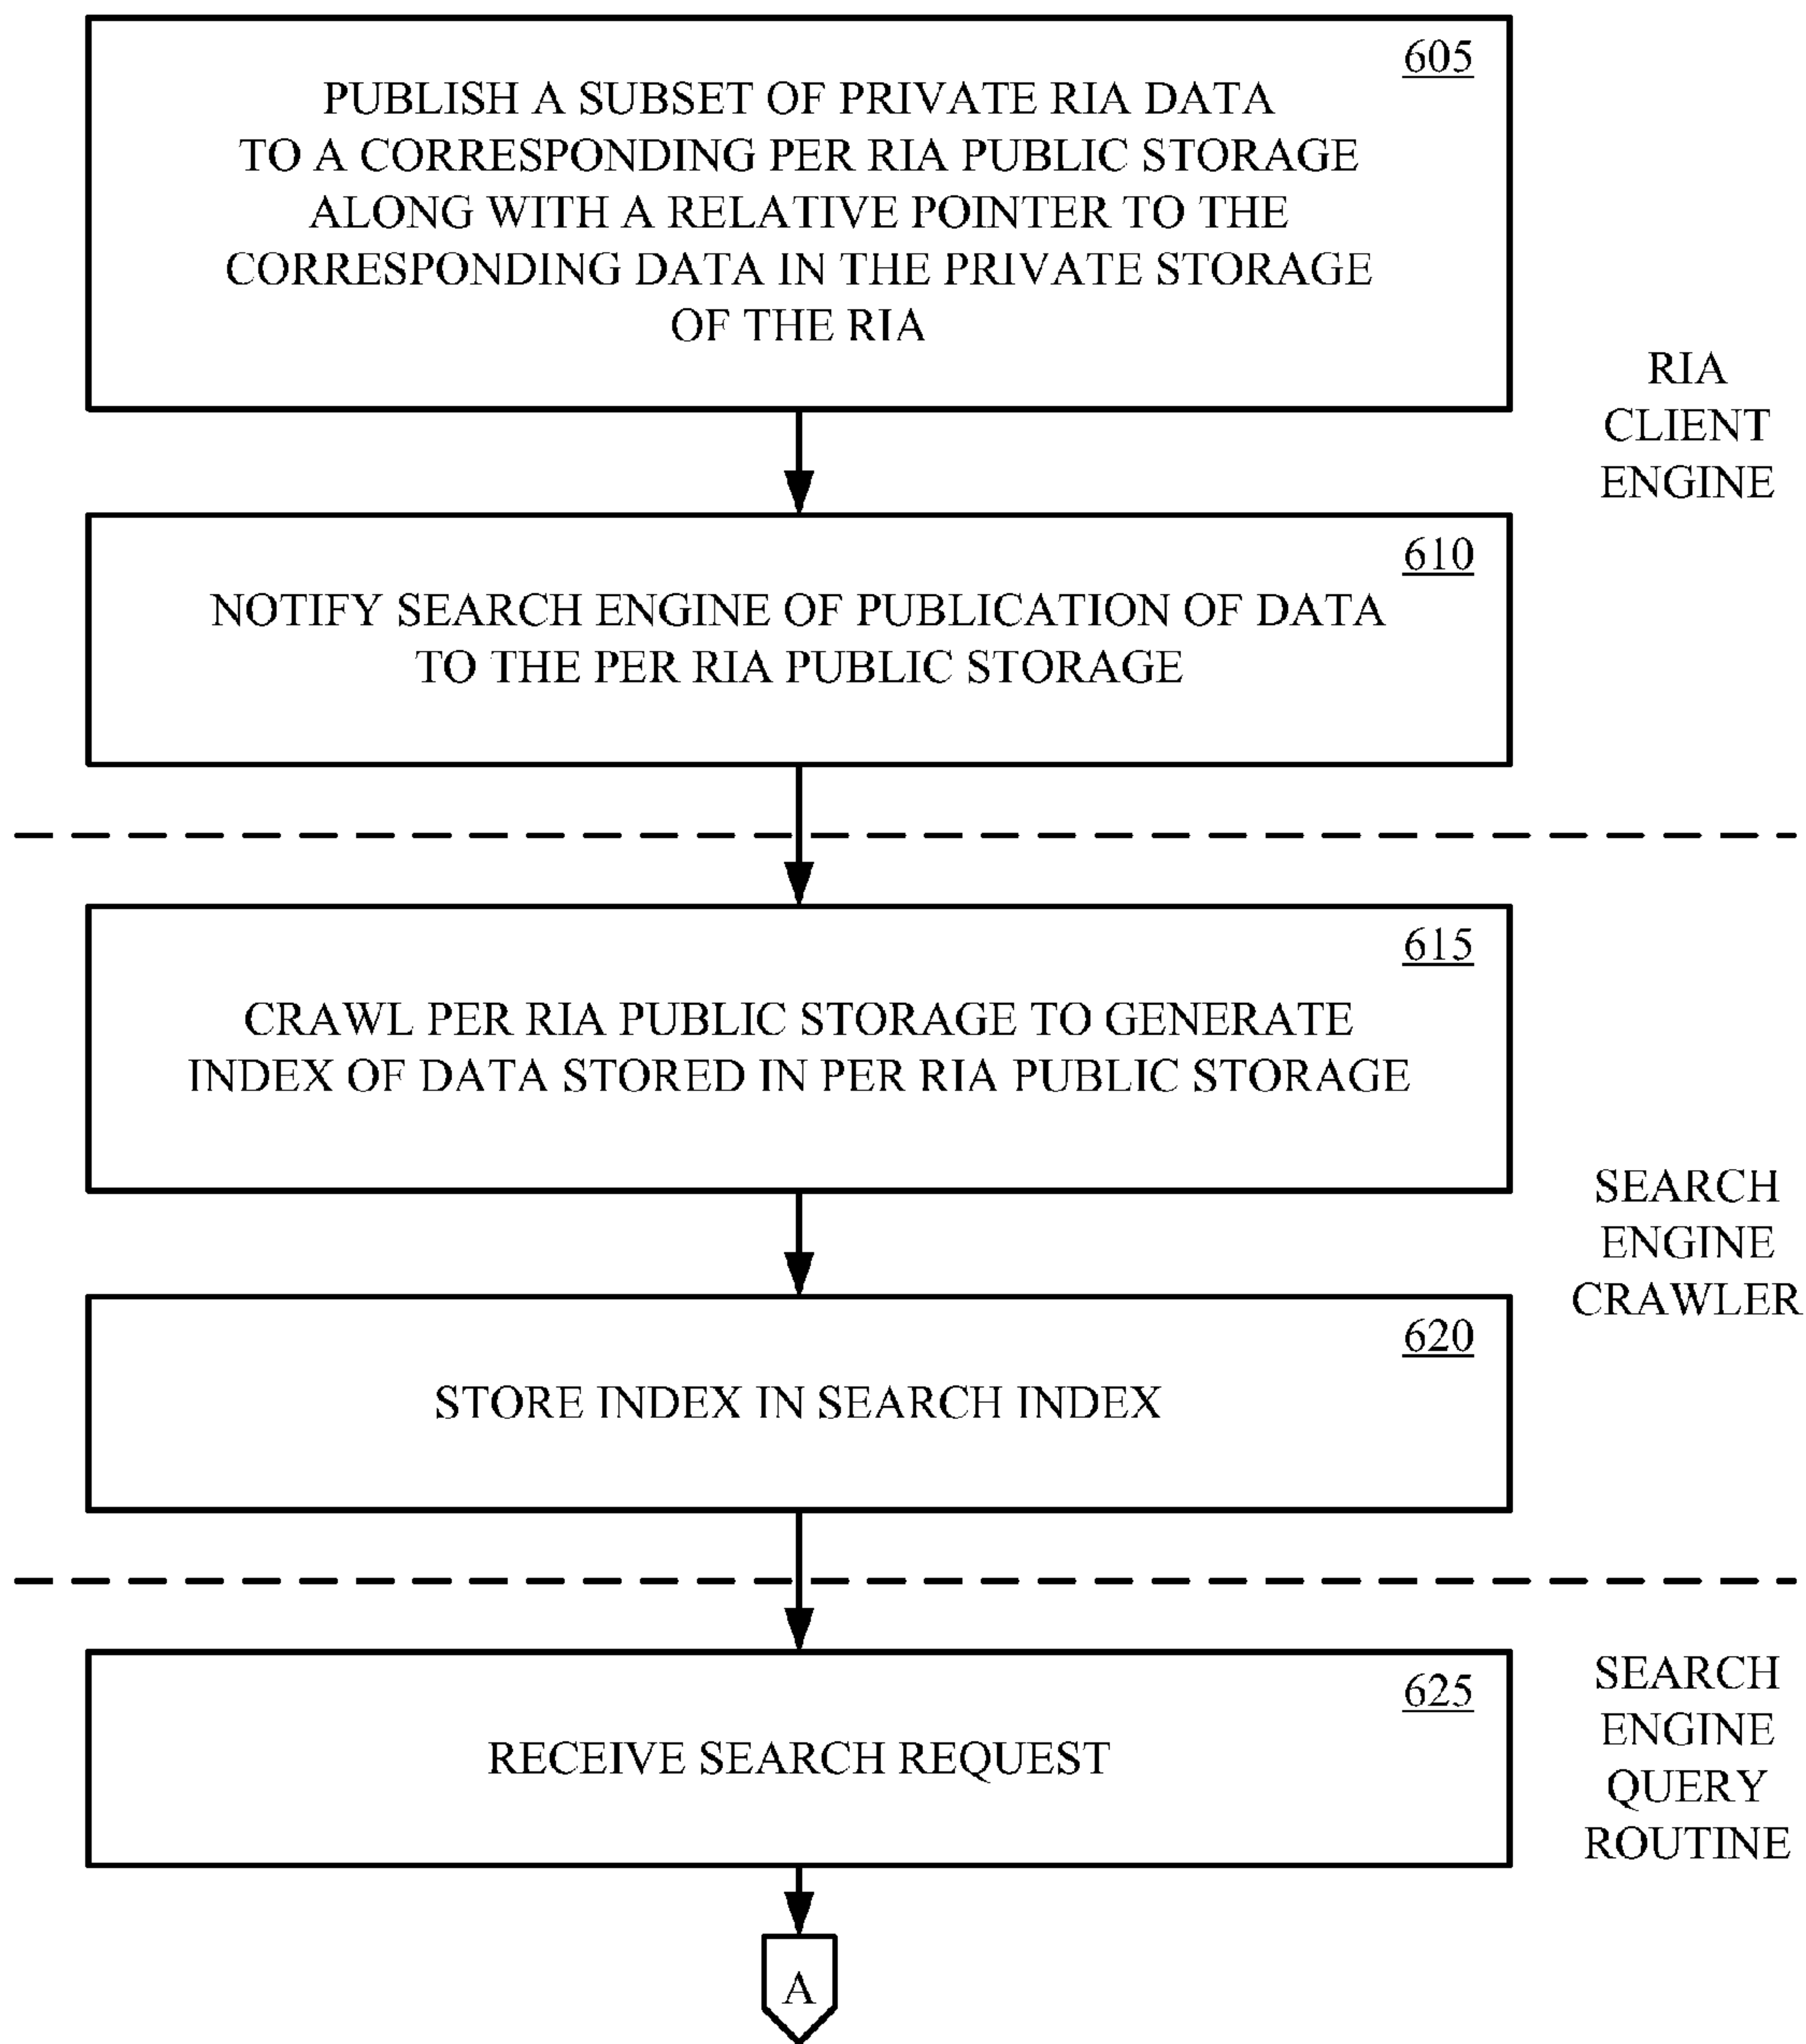 605
PUBLISH A SUBSET OF PRIVATE RIA DATA
TO A CORRESPONDING PER RIA PUBLIC STORAGE
ALONG WITH A RELATIVE POINTER TO THE
CORRESPONDING DATA IN THE PRIVATE STORAGE
OF THE RIA
RIA
CLIENT
ENGINE
610
NOTIFY SEARCH ENGINE OF PUBLICATION OF DATA
TO THE PER RIA PUBLIC STORAGE
615
CRAWL PER RIA PUBLIC STORAGE TO GENERATE
INDEX OF DATA STORED IN PER RIA PUBLIC STORAGE
SEARCH
ENGINE
CRAWLER
620
STORE INDEX IN SEARCH INDEX
625
RECEIVE SEARCH REQUEST
SEARCH
ENGINE
QUERY
ROUTINE
A